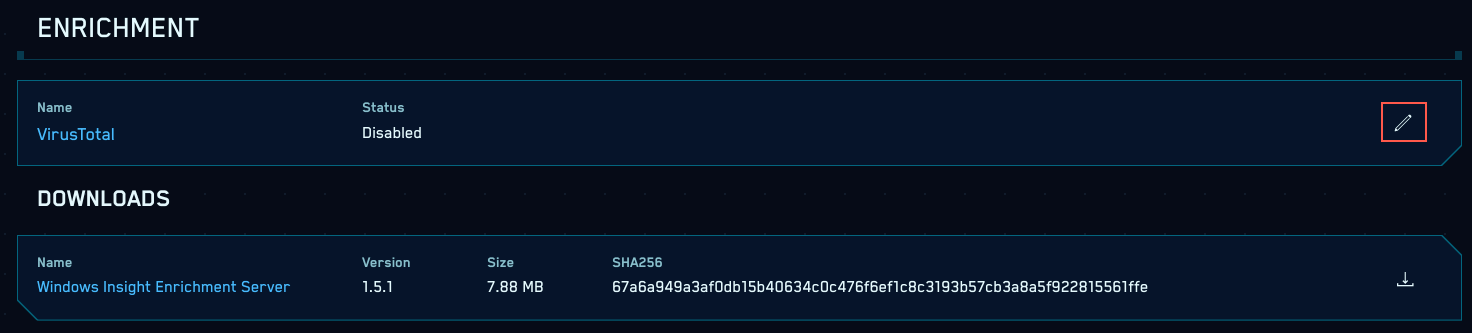 ENRICHMENT
Name Status
VirusTotal Disabled
DOWNLOADS
Name Version Size SHA256
Windows Insight Enrichment Server 1.5.1 7.88 MB 67a6a949a3af0db15b40634c0c476f6ef1c8c3193b57cb3a8a5f922815561ffe